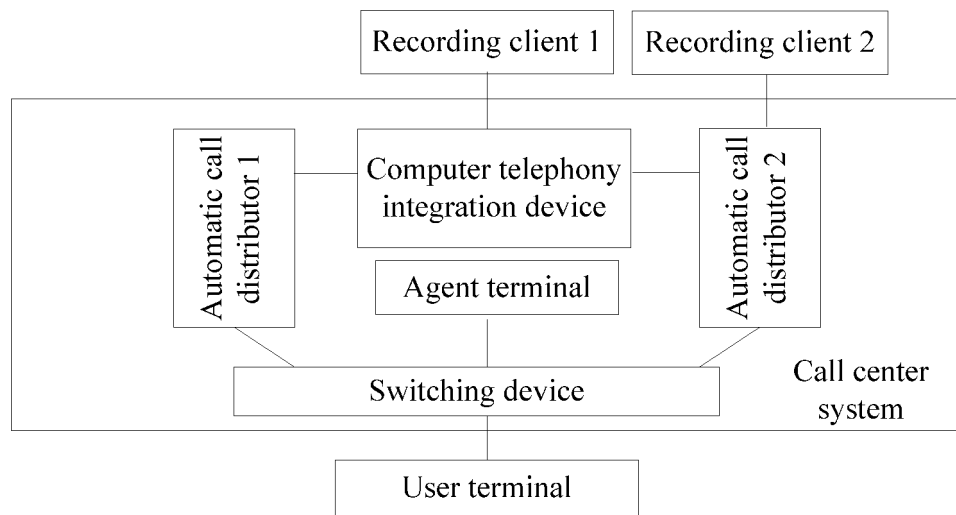 Recording client 1
Recording client 2
Automatic call
distributor 1
Computer telephony
integration device
Automatic call
distributor 2
Agent terminal
Switching device
Call center
system
User terminal